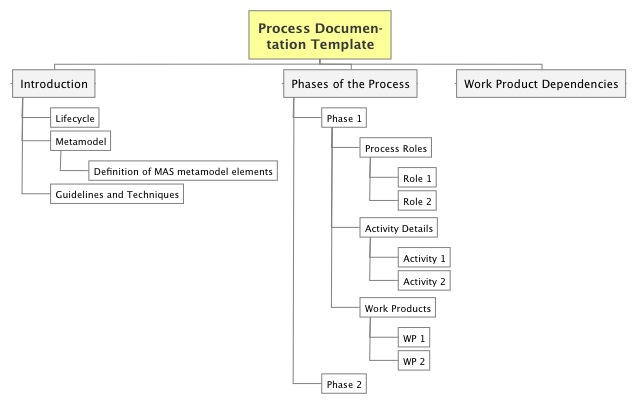 Process Documen-
tation Template
Introduction
Phases of the Process
Work Product Dependencies
Lifecycle
Metamodel
Definition of MAS metamodel elements
Guidelines and Techniques
Phase 1
Process Roles
Role 1
Role 2
Activity Details
Activity 1
Activity 2
Work Products
WP 1
WP 2
Phase 2